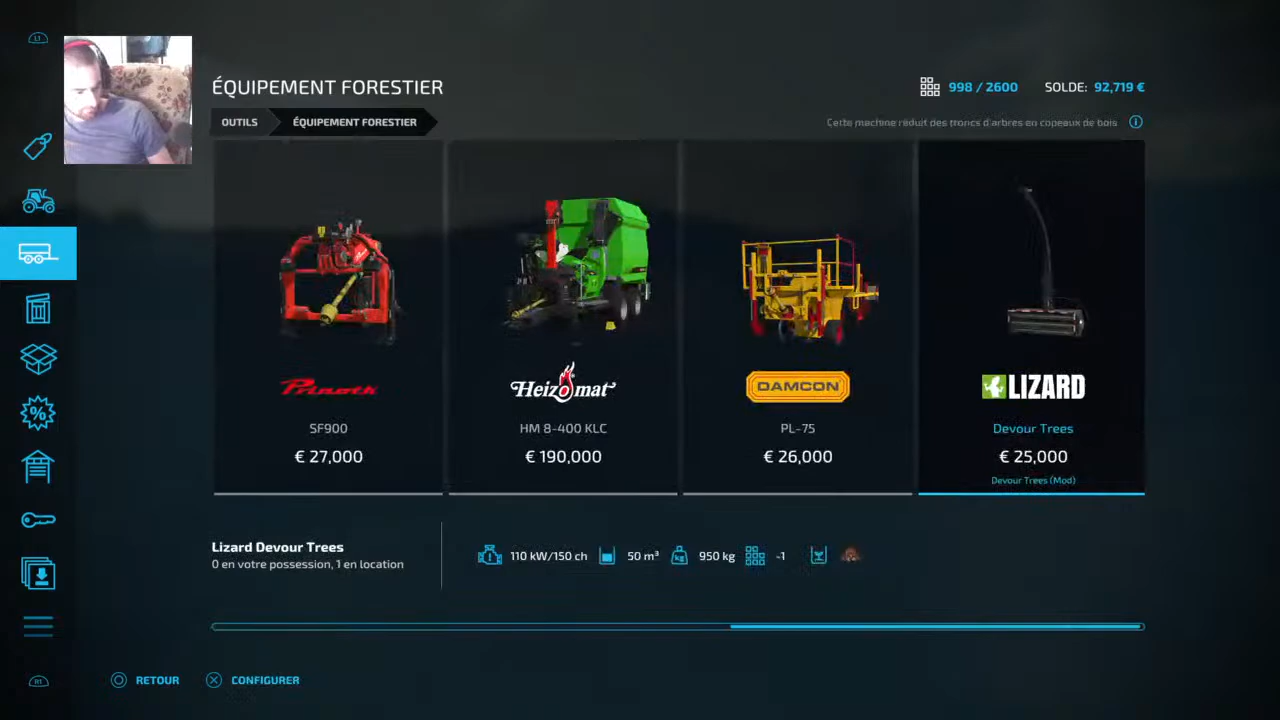 L1
ÉQUIPEMENT FORESTIER
998 / 2600
SOLDE: 92,719 €
OUTILS
ÉQUIPEMENT FORESTIER
Cette machine réduit des troncs d'arbres en copeaux de bois
Prinoth
Heizomat
DAMCON
LIZARD
SF900
HM 8-400 KLC
PL-75
Devour Trees
€ 27,000
€ 190,000
€ 26,000
€ 25,000
Devour Trees (Mod)
Lizard Devour Trees
0 en votre possession, 1 en location
110 kW/150 ch
50 m³
kg
950 kg
-1
R1
RETOUR
CONFIGURER